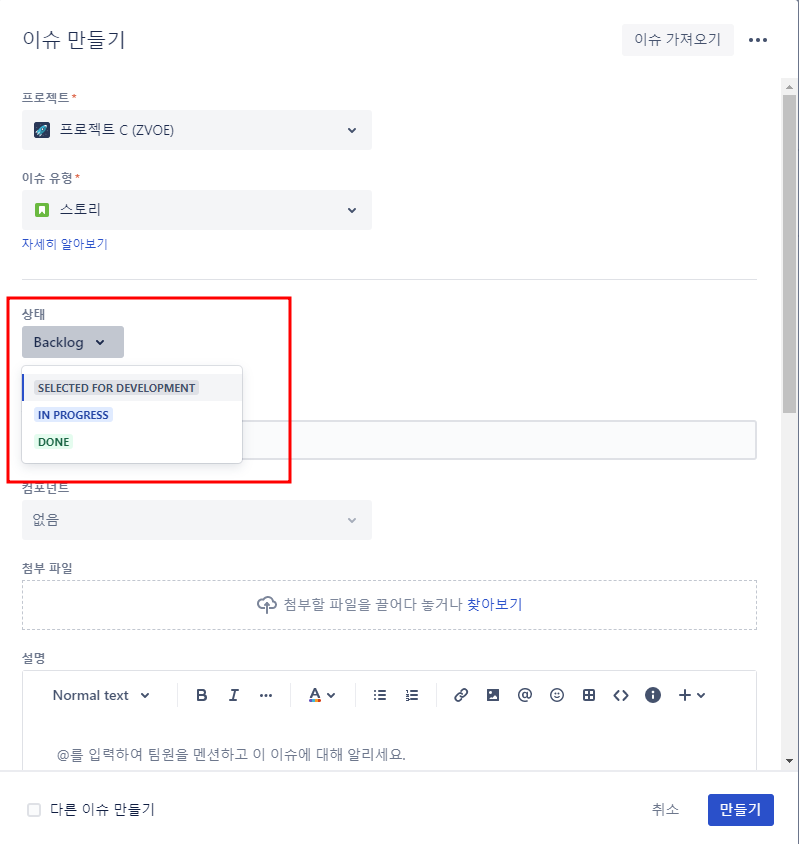 이슈 만들기
이슈 가져오기
프로젝트*
프로젝트 C (ZVOE)
이슈 유형*
스토리
자세히 알아보기
상태
Backlog
SELECTED FOR DEVELOPMENT
IN PROGRESS
DONE
컴포넌트
없음
첨부 파일
첨부할 파일을 끌어다 놓거나 찾아보기
설명
Normal text
B I ... A @
@를 입력하여 팀원을 멘션하고 이 이슈에 대해 알리세요.
다른 이슈 만들기
취소
만들기